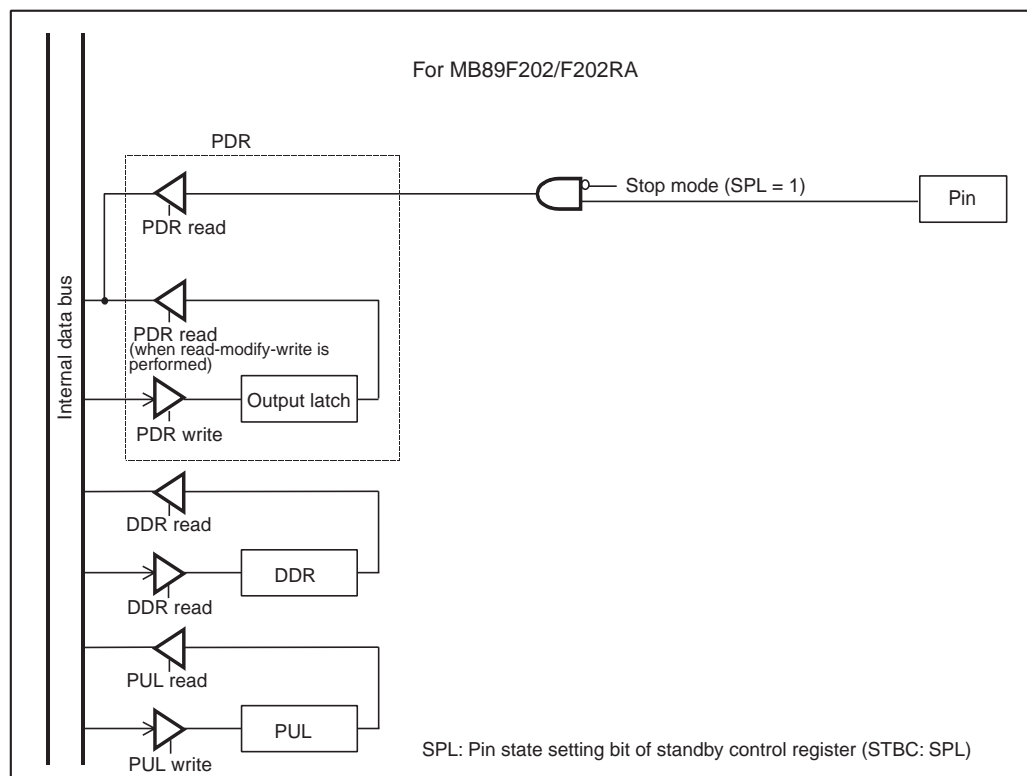 For MB89F202/F202RA
PDR
Stop mode (SPL = 1)
Pin
PDR read
Internal data bus
PDR read
(when read-modify-write is
performed)
Output latch
PDR write
DDR read
DDR
DDR read
PUL read
PUL
PUL write
SPL: Pin state setting bit of standby control register (STBC: SPL)